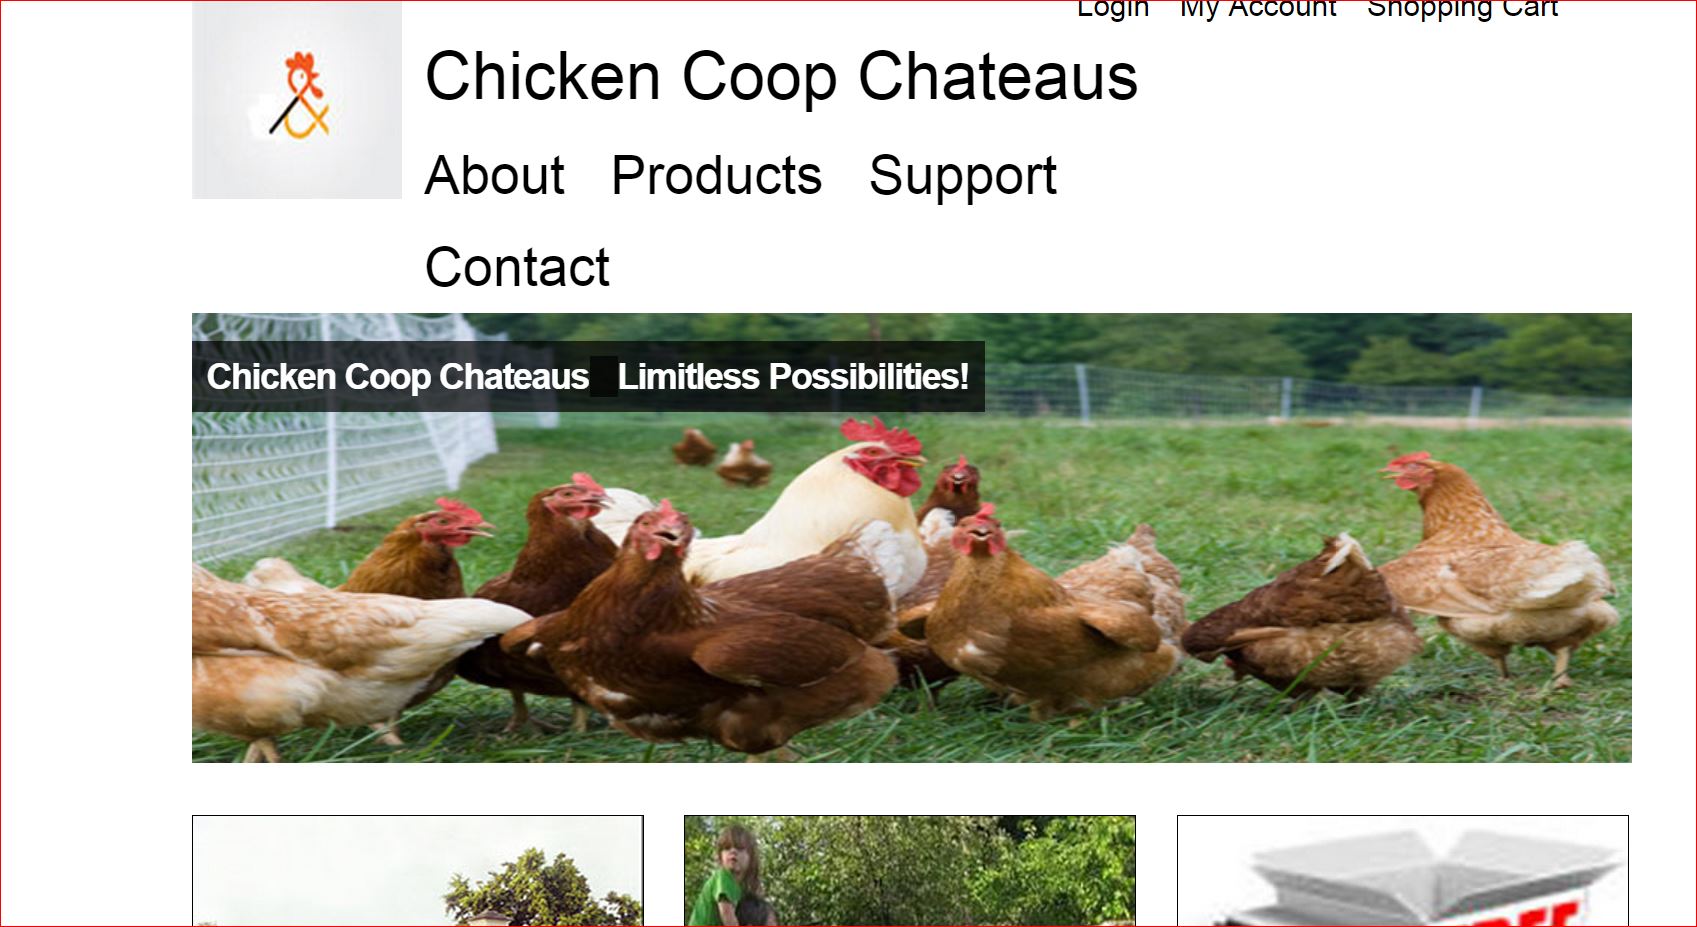 Login My Account Shopping Cart
Chicken Coop Chateaus
About Products Support
Contact
Chicken Coop Chateaus Limitless Possibilities!